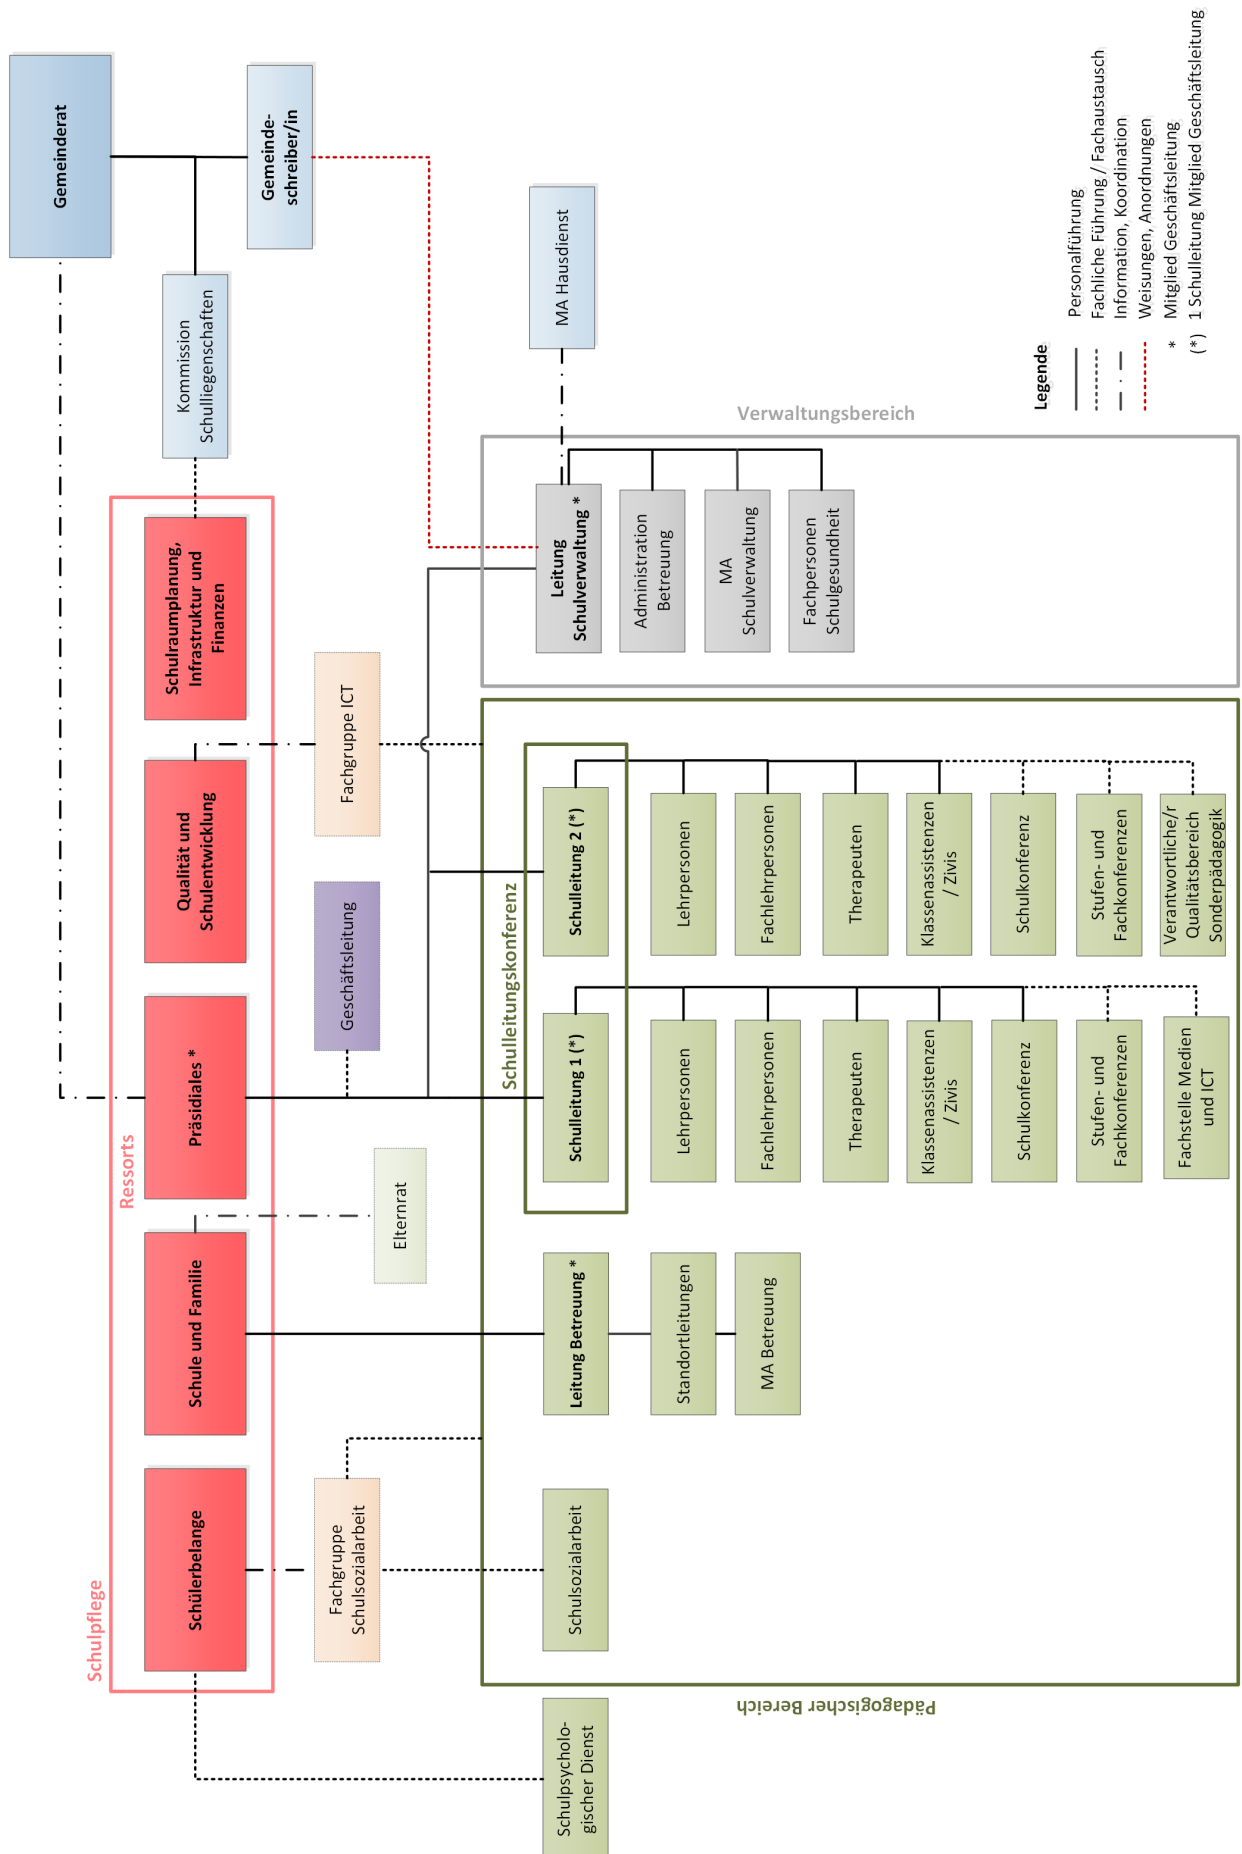 Gemeinderat
Gemeinde-
schreiber/in
Kommission
Schulliegenschaften
MA Hausdienst
Schulpflege
Ressorts
Schülerbelange
Schule und Familie
Präsidiales *
Qualität und
Schulentwicklung
Schulraumplanung,
Infrastruktur und
Finanzen
Fachgruppe
Schulsozialarbeit
Elternrat
Geschäftsleitung
Fachgruppe ICT
Schulpsycholo-
gischer Dienst
Pädagogischer Bereich
Schulsozialarbeit
Leitung Betreuung *
Standortleitungen
MA Betreuung
Schulleitungskonferenz
Schulleitung 1 (*)
Lehrpersonen
Fachlehrpersonen
Therapeuten
Klassenassistenzen
/ Zivis
Schulkonferenz
Stufen- und
Fachkonferenzen
Fachstelle Medien
und ICT
Schulleitung 2 (*)
Lehrpersonen
Fachlehrpersonen
Therapeuten
Klassenassistenzen
/ Zivis
Schulkonferenz
Stufen- und
Fachkonferenzen
Verantwortliche/r
Qualitätsbereich
Sonderpädagogik
Verwaltungsbereich
Leitung
Schulverwaltung *
Administration
Betreuung
MA
Schulverwaltung
Fachpersonen
Schulgesundheit
Legende
Personalführung
Fachliche Führung / Fachaustausch
Information, Koordination
Weisungen, Anordnungen
* Mitglied Geschäftsleitung
(*) 1 Schulleitung Mitglied Geschäftsleitung